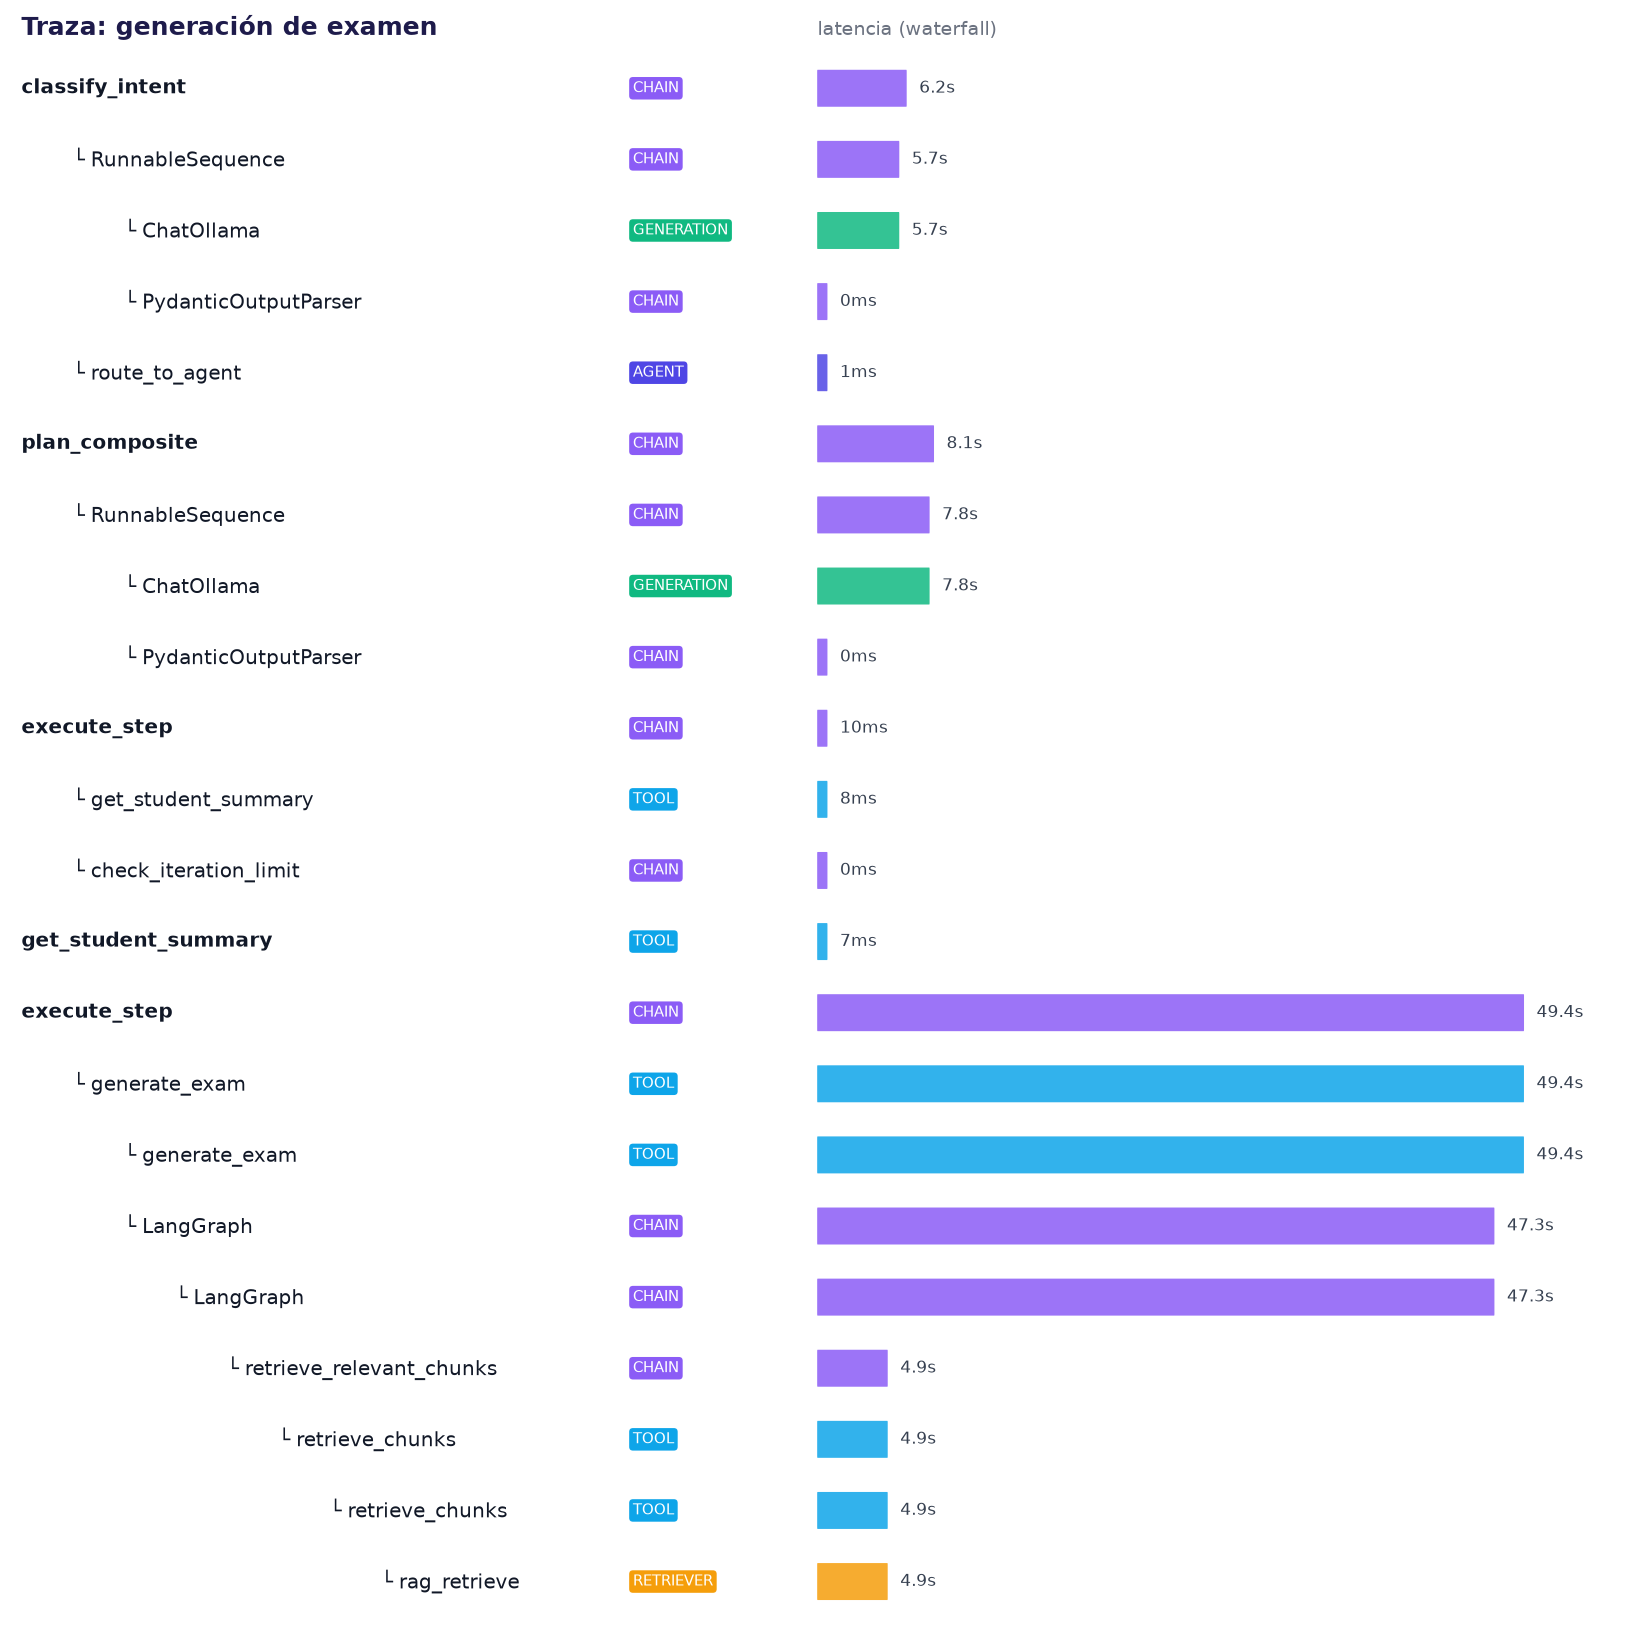 Traza: generación de examen latencia (waterfall)
classify_intent CHAIN 6.2s
└ RunnableSequence CHAIN 5.7s
└ ChatOllama GENERATION 5.7s
└ PydanticOutputParser CHAIN 0ms
└ route_to_agent AGENT 1ms
plan_composite CHAIN 8.1s
└ RunnableSequence CHAIN 7.8s
└ ChatOllama GENERATION 7.8s
└ PydanticOutputParser CHAIN 0ms
execute_step CHAIN 10ms
└ get_student_summary TOOL 8ms
└ check_iteration_limit CHAIN 0ms
get_student_summary TOOL 7ms
execute_step CHAIN 49.4s
└ generate_exam TOOL 49.4s
└ generate_exam TOOL 49.4s
└ LangGraph CHAIN 47.3s
└ LangGraph CHAIN 47.3s
└ retrieve_relevant_chunks CHAIN 4.9s
└ retrieve_chunks TOOL 4.9s
└ retrieve_chunks TOOL 4.9s
└ rag_retrieve RETRIEVER 4.9s